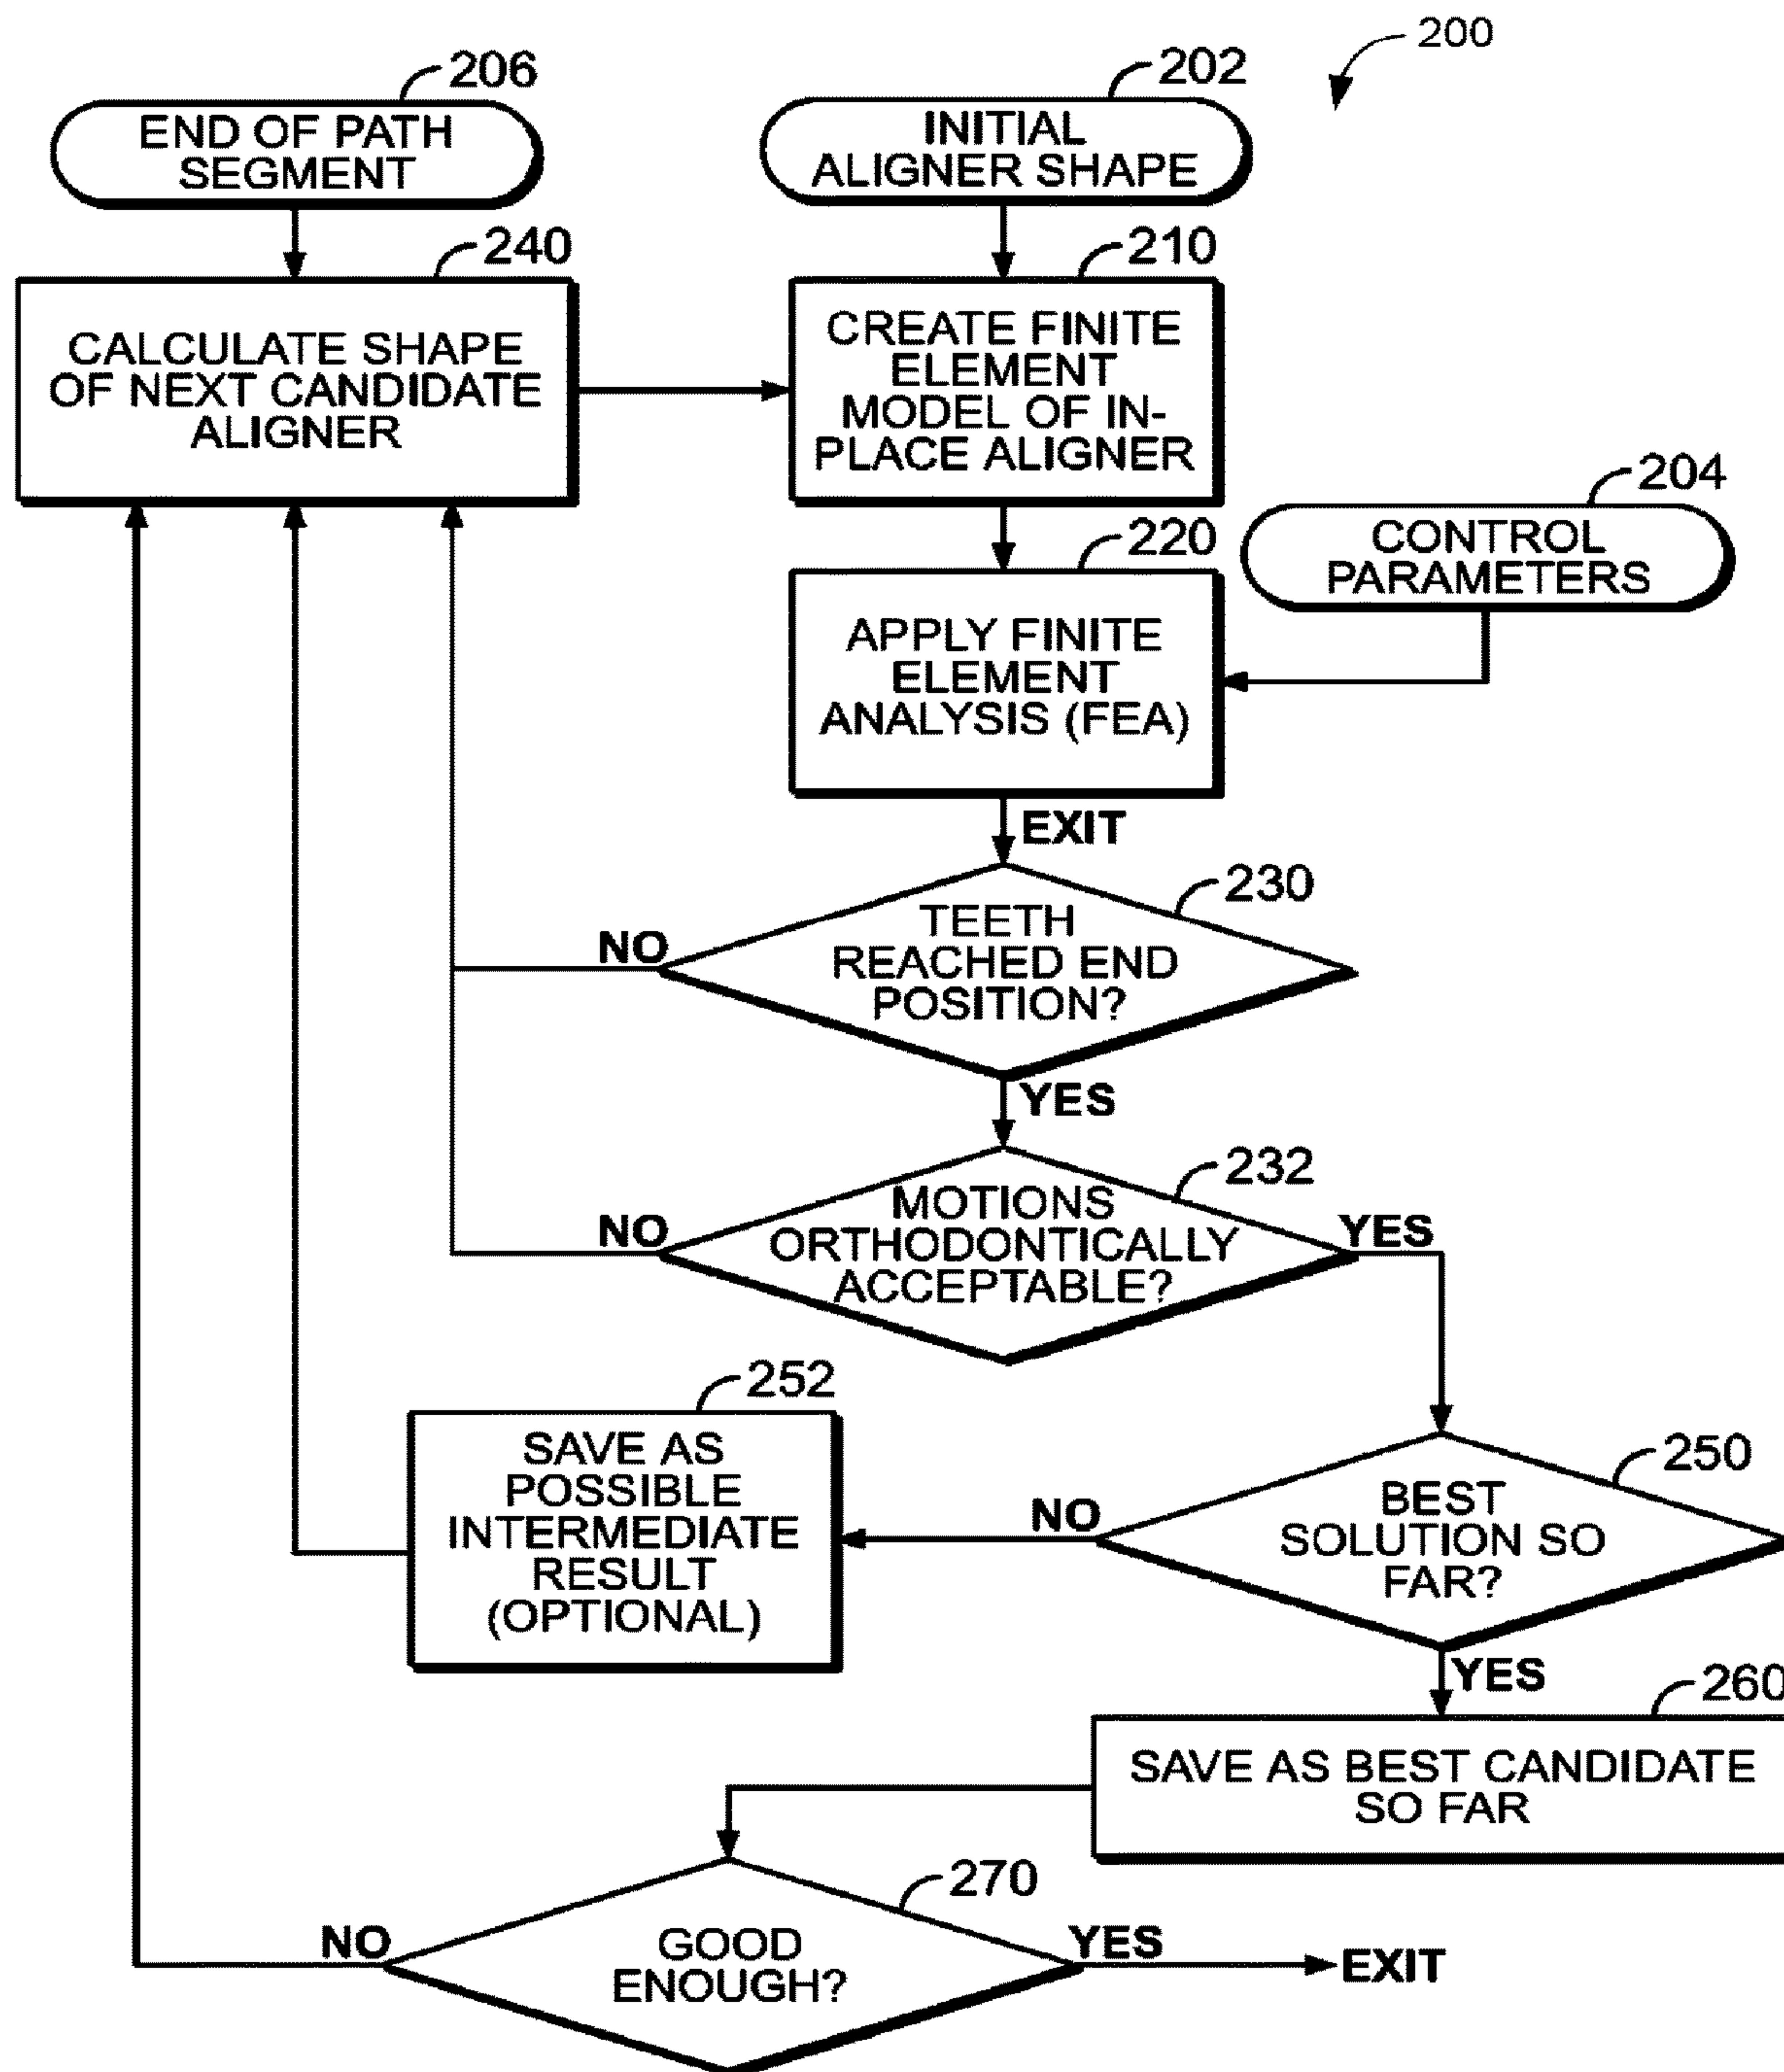 200
206
END OF PATH
SEGMENT
202
INITIAL
ALIGNER SHAPE
240
CALCULATE SHAPE
OF NEXT CANDIDATE
ALIGNER
210
CREATE FINITE
ELEMENT
MODEL OF IN-
PLACE ALIGNER
204
CONTROL
PARAMETERS
220
APPLY FINITE
ELEMENT
ANALYSIS (FEA)
EXIT
230
TEETH
REACHED END
POSITION?
NO
YES
232
MOTIONS
ORTHODONTICALLY
ACCEPTABLE?
NO
YES
252
SAVE AS
POSSIBLE
INTERMEDIATE
RESULT
(OPTIONAL)
250
BEST
SOLUTION SO
FAR?
NO
YES
260
SAVE AS BEST CANDIDATE
SO FAR
270
GOOD
ENOUGH?
NO
YES
EXIT